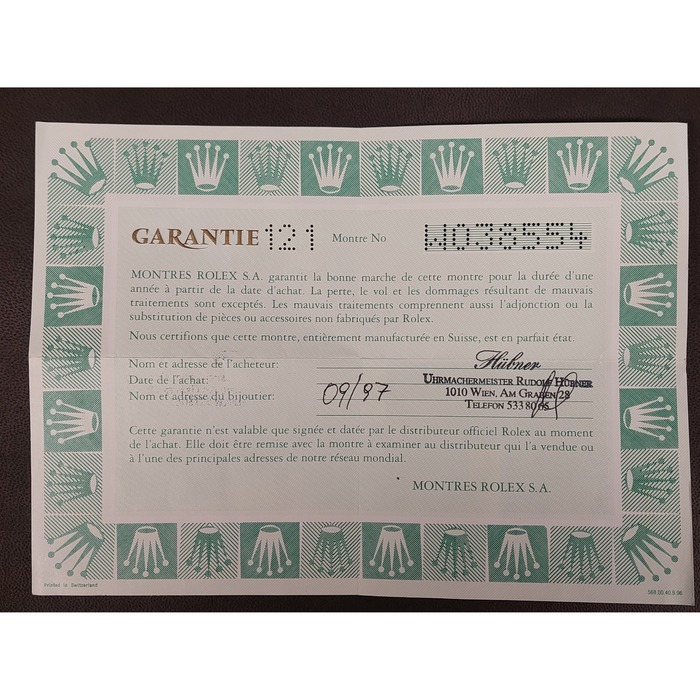 GARANTIE 121 Montre No W038554
MONTRES ROLEX S.A. garantit la bonne marche de cette montre pour la durée d'une
année à partir de la date d'achat. La perte, le vol et les dommages résultant de mauvais
traitements sont exceptés. Les mauvais traitements comprennent aussi l'adjonction ou la
substitution de pièces ou accessoires non fabriqués par Rolex.
Nous certifions que cette montre, entièrement manufacturée en Suisse, est en parfait état.
Nom et adresse de l'acheteur:
Date de l'achat:
Nom et adresse du bijoutier:
09/97
Hübner
UHRMACHERMEISTER RUDOLF HÜBNER
1010 WIEN, AM GRABEN 28
TELEFON 533 80 65
Cette garantie n'est valable que signée et datée par le distributeur officiel Rolex au moment
de l'achat. Elle doit être remise avec la montre à examiner au distributeur qui l'a vendue ou
à l'une des principales adresses de notre réseau mondial.
MONTRES ROLEX S.A.
Printed in Switzerland
568.00.40.9.06